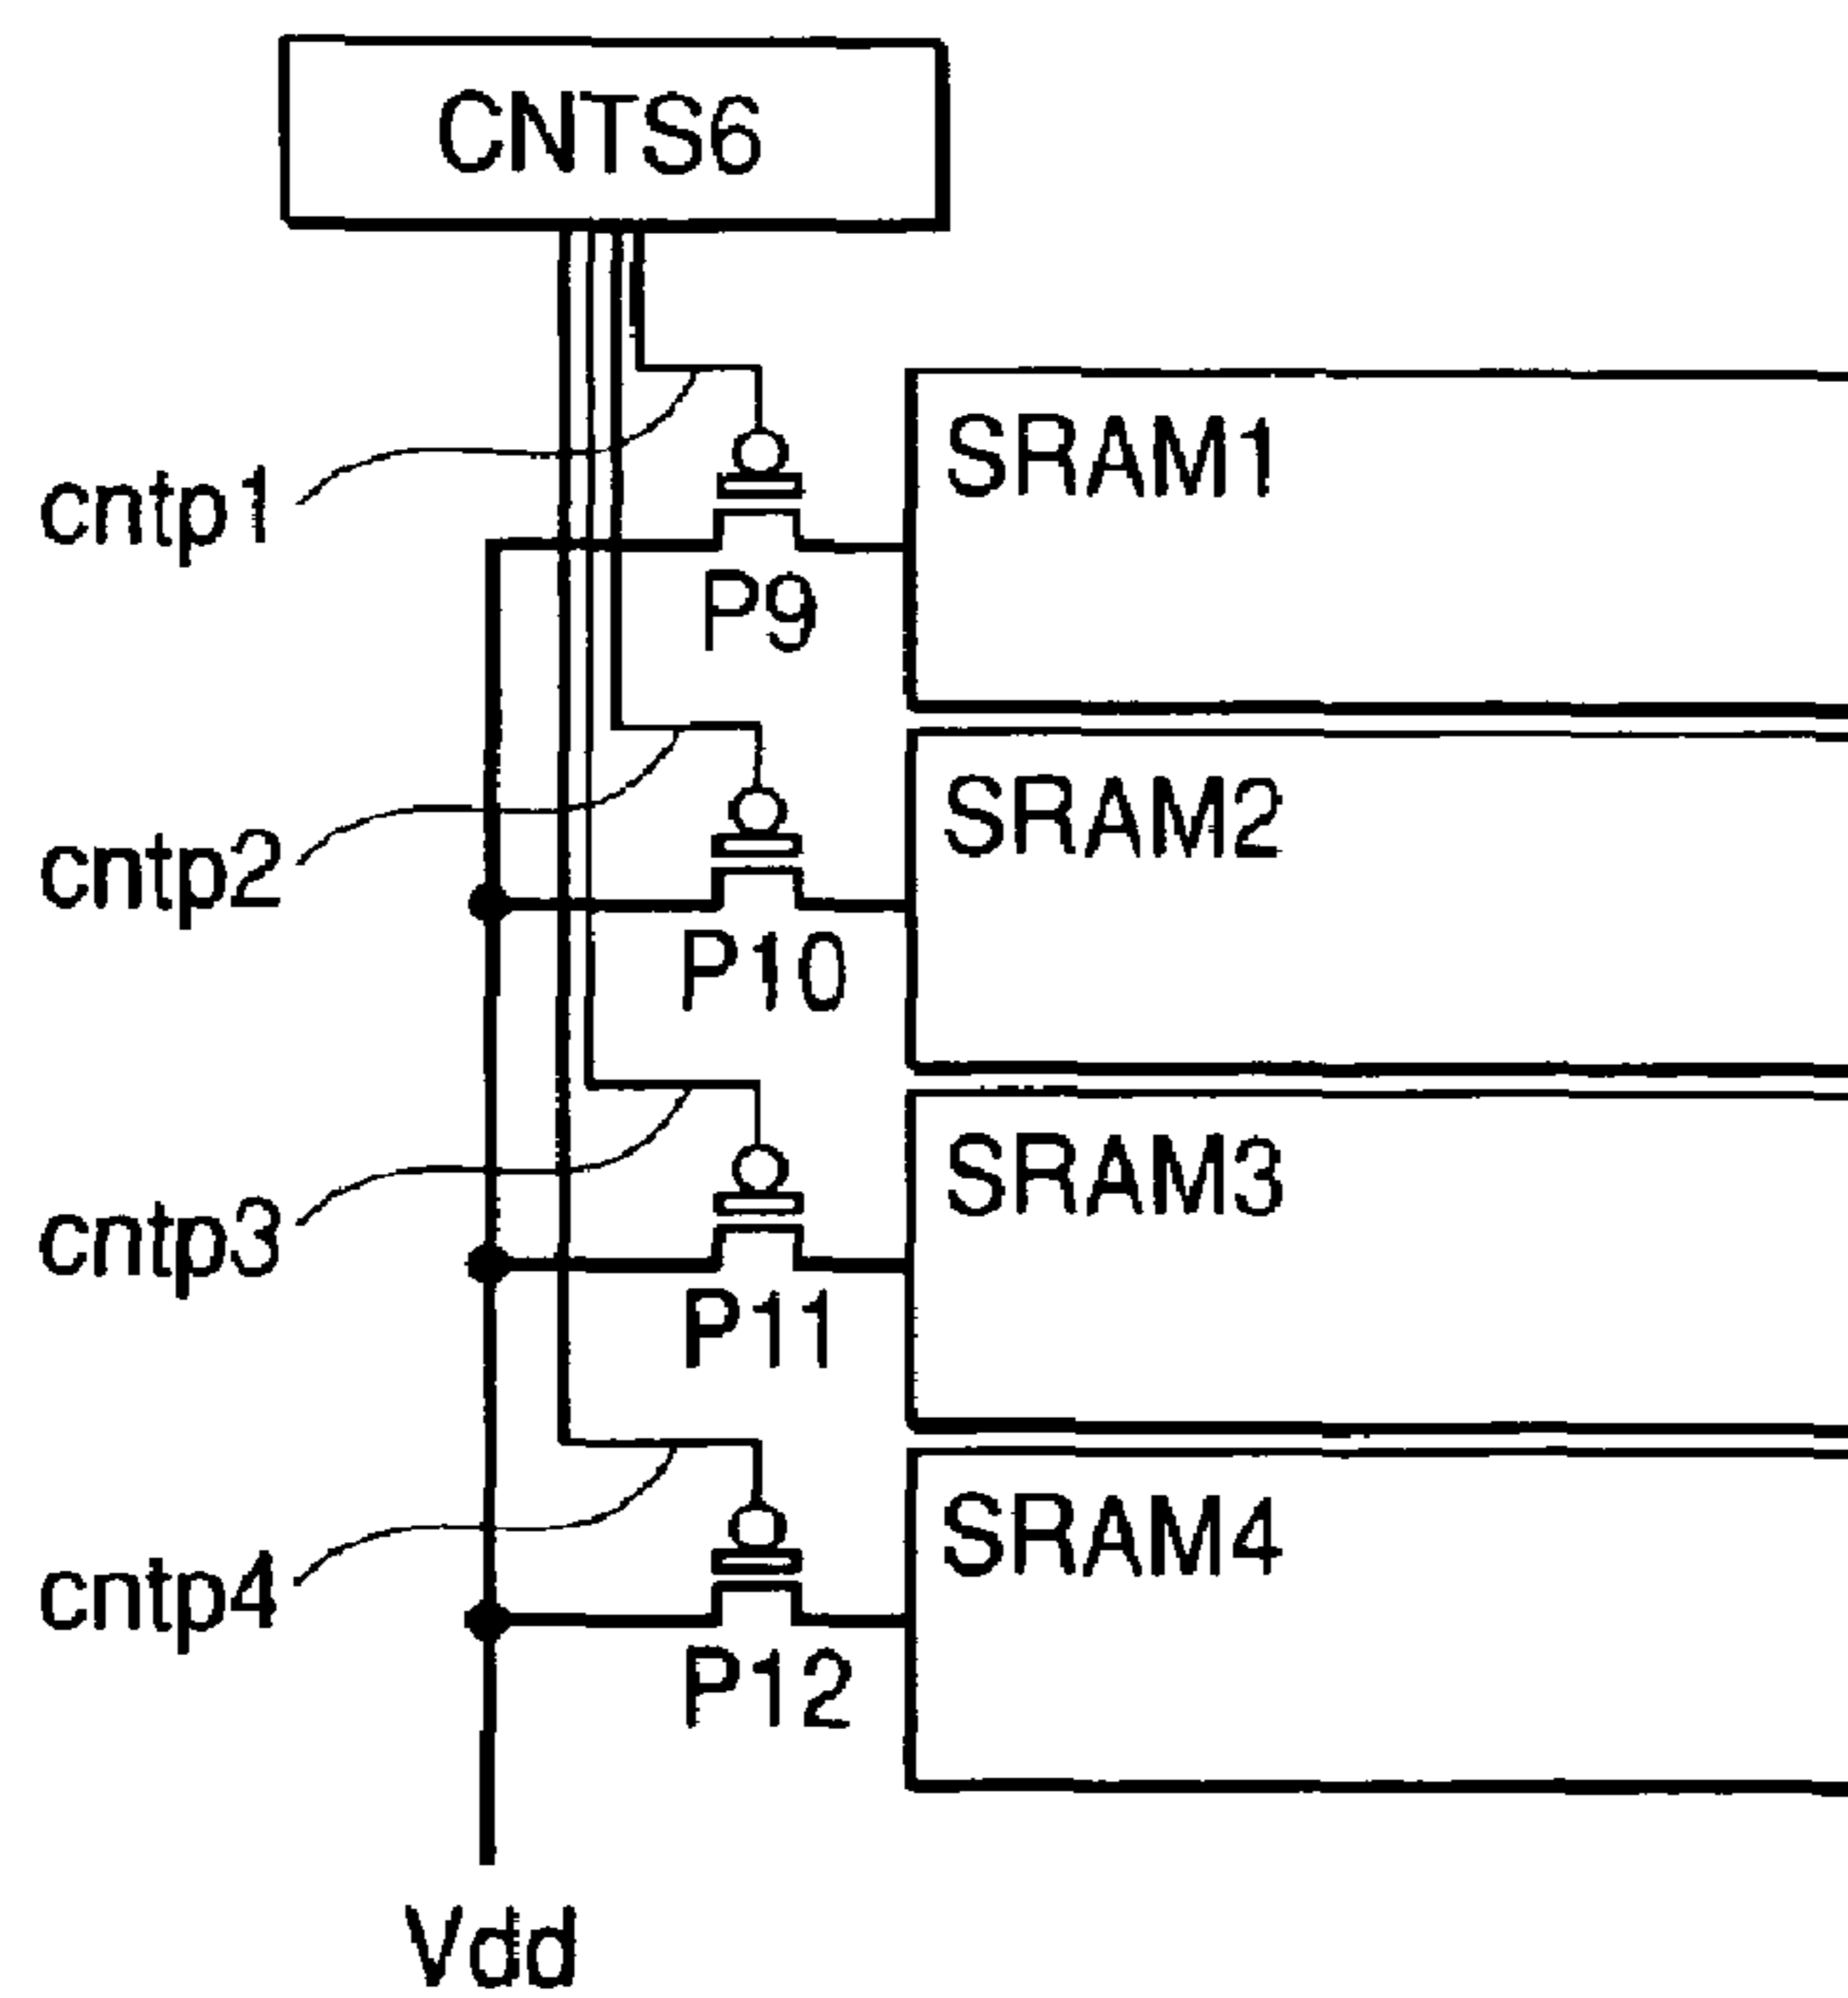 CNTS6
cntp1
SRAM1
P9
cntp2
SRAM2
P10
cntp3
SRAM3
P11
cntp4
SRAM4
P12
Vdd